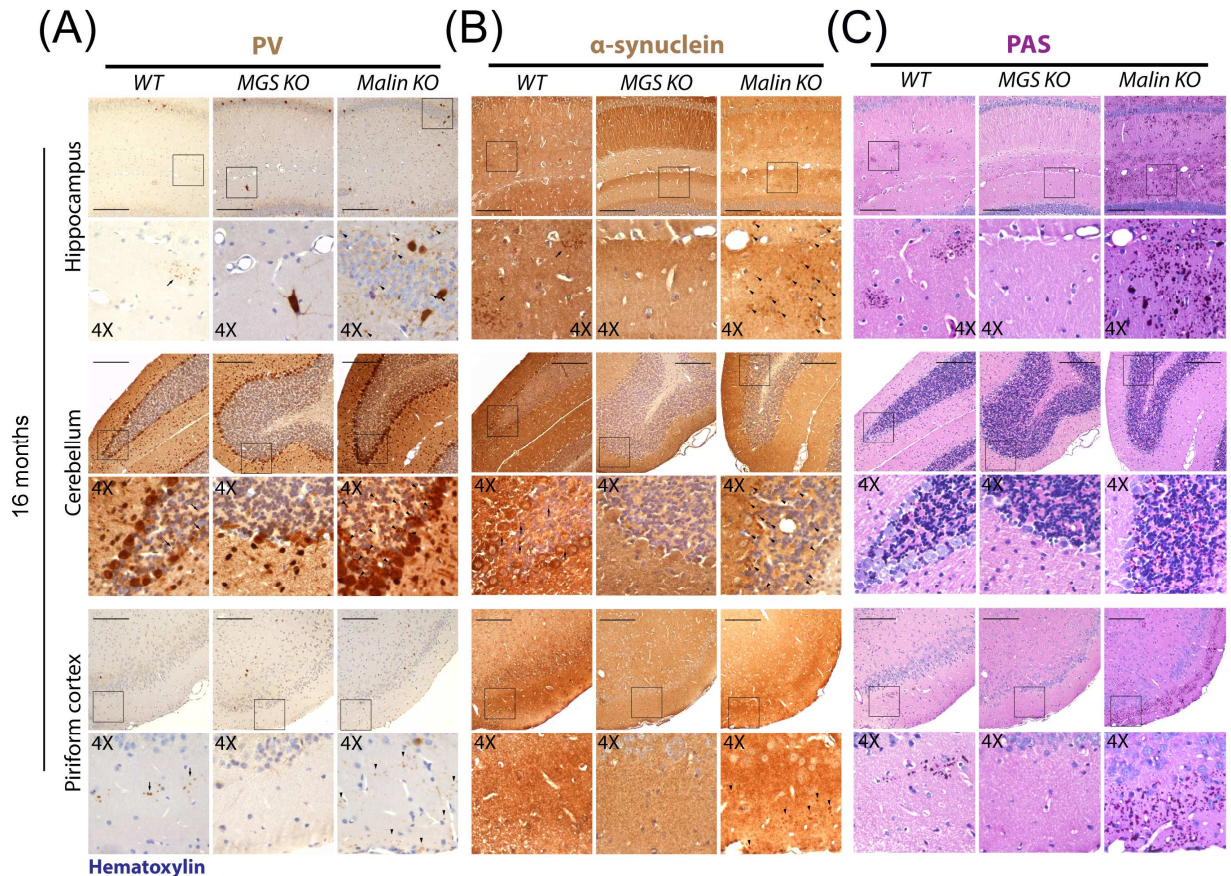 (A) (B) (C)
PV α-synuclein PAS
WT MGS KO Malin KO WT MGS KO Malin KO WT MGS KO Malin KO
16 months
Hippocampus
4X 4X 4X 4X 4X 4X 4X 4X 4X
Cerebellum
4X 4X 4X 4X 4X 4X 4X 4X 4X
Piriform cortex
4X 4X 4X 4X 4X 4X 4X 4X 4X
Hematoxylin